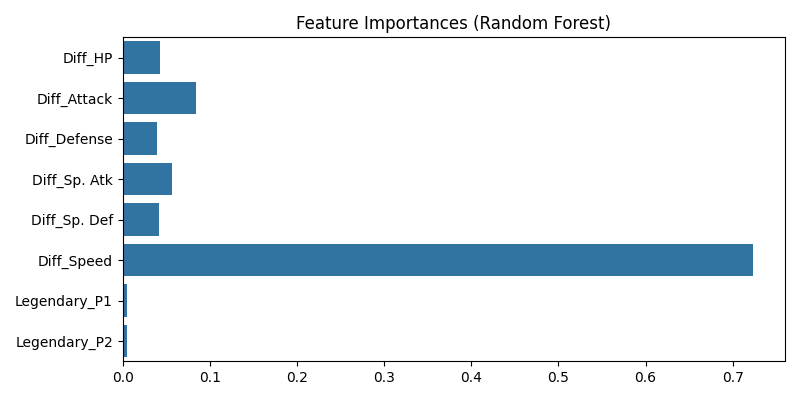 Feature Importances (Random Forest)
Diff_HP
Diff_Attack
Diff_Defense
Diff_Sp. Atk
Diff_Sp. Def
Diff_Speed
Legendary_P1
Legendary_P2
0.0 0.1 0.2 0.3 0.4 0.5 0.6 0.7